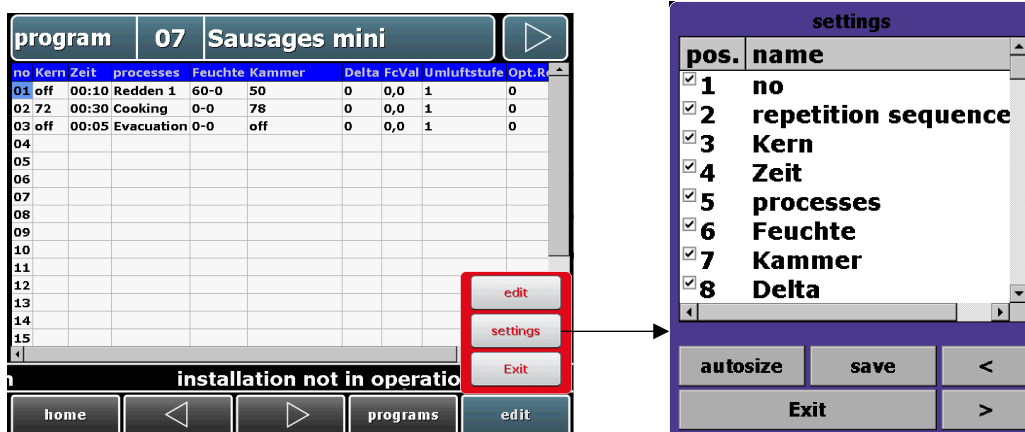 program 07 Sausages mini
no Kern Zeit processes Feuchte Kammer Delta FcVal Umluftstufe Opt.R
01 off 00:10 Redden 1 60-0 50 0 0,0 1 0
02 72 00:30 Cooking 0-0 78 0 0,0 1 0
03 off 00:05 Evacuation 0-0 off 0 0,0 1 0
04
05
06
07
08
09
10
11
12
13
14
15
edit
settings
Exit
installation not in operatio
home programs edit
settings
pos. name
1 no
2 repetition sequence
3 Kern
4 Zeit
5 processes
6 Feuchte
7 Kammer
8 Delta
autosize save <
Exit >